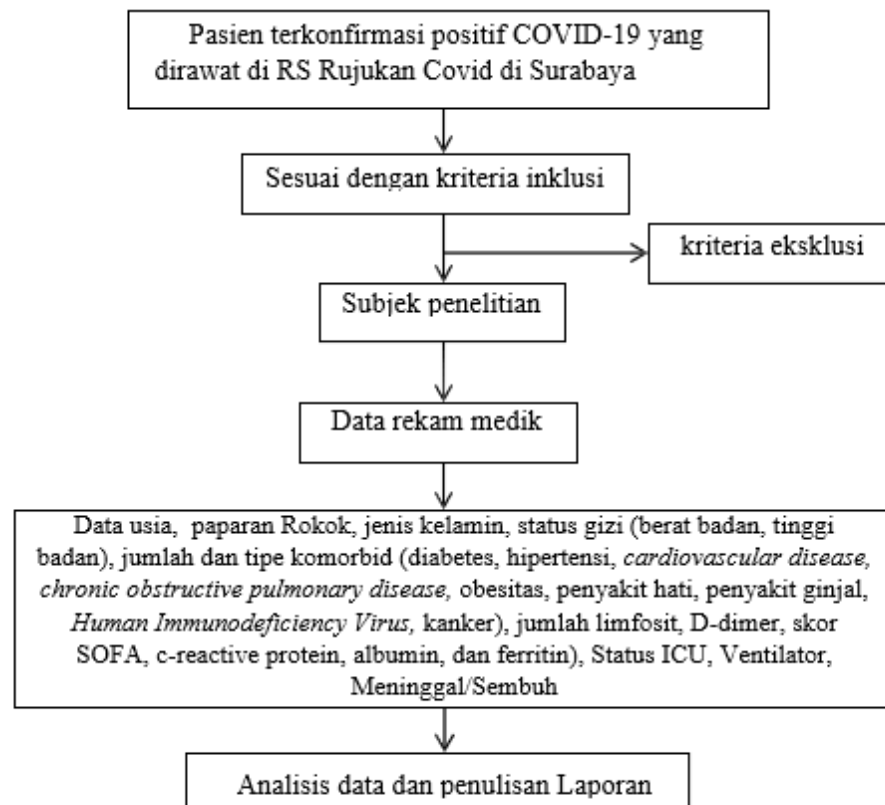 Pasien terkonfirmasi positif COVID-19 yang
dirawat di RS Rujukan Covid di Surabaya
Sesuai dengan kriteria inklusi
kriteria eksklusi
Subjek penelitian
Data rekam medik
Data usia, paparan Rokok, jenis kelamin, status gizi (berat badan, tinggi
badan), jumlah dan tipe komorbid (diabetes, hipertensi, cardiovascular disease,
chronic obstructive pulmonary disease, obesitas, penyakit hati, penyakit ginjal,
Human Immunodeficiency Virus, kanker), jumlah limfosit, D-dimer, skor
SOFA, c-reactive protein, albumin, dan ferritin), Status ICU, Ventilator,
Meninggal/Sembuh
Analisis data dan penulisan Laporan